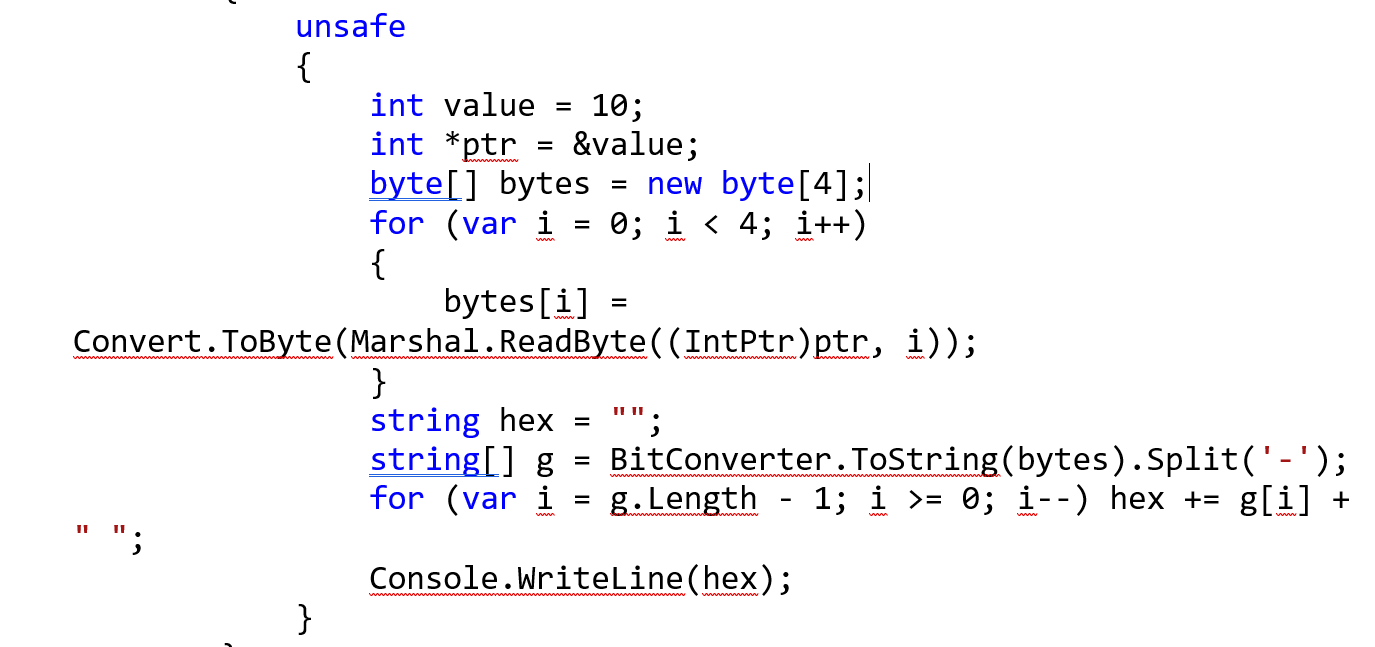 {
unsafe
{
int value = 10;
int *ptr = &value;
byte[] bytes = new byte[4];
for (var i = 0; i < 4; i++)
{
bytes[i] =
Convert.ToByte(Marshal.ReadByte((IntPtr)ptr, i));
}
string hex = "";
string[] g = BitConverter.ToString(bytes).Split('-');
for (var i = g.Length - 1; i >= 0; i--) hex += g[i] +
" ";
Console.WriteLine(hex);
}
}